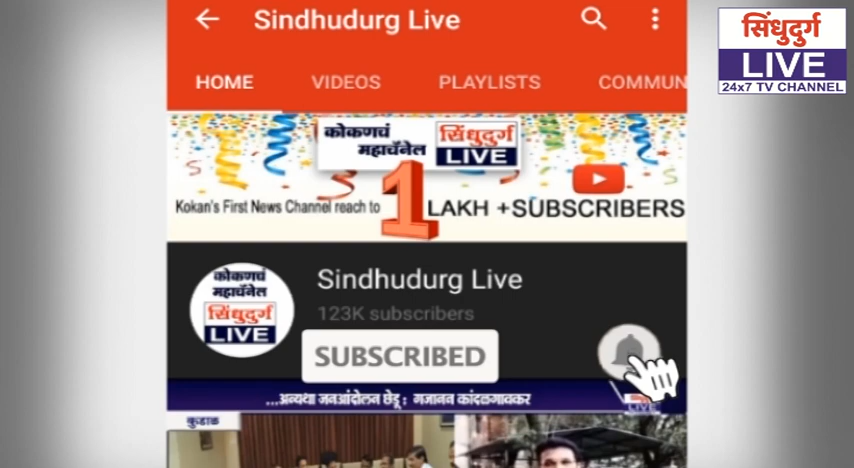 Sindhudurg Live
सिंधुदुर्ग
LIVE
24x7 TV CHANNEL
HOME VIDEOS PLAYLISTS COMMUN
कोकणचं
महाचॅनेल
सिंधुदुर्ग
LIVE
Kokan's First News Channel reach to 1 LAKH +SUBSCRIBERS
कोकणचं
महाचॅनेल
सिंधुदुर्ग
LIVE
Sindhudurg Live
123K subscribers
SUBSCRIBED
...अन्यथा जनआंदोलन छेडू : गजानन कांदळगावकर
LIVE
कुडाळ